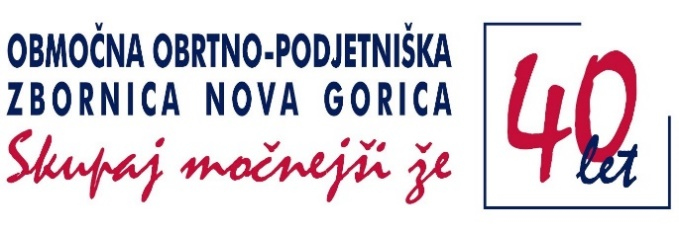 OBMOČNA OBRTNO-PODJETNIŠKA
ZBORNICA NOVA GORICA
Skupaj močnejši že
40
let